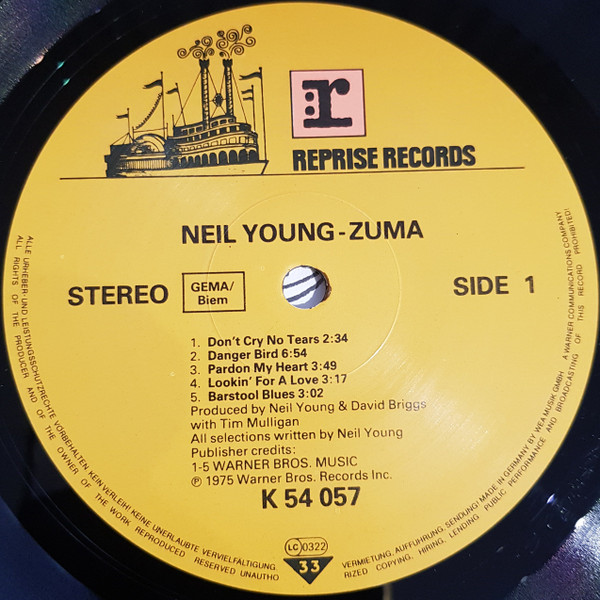 r
REPRISE RECORDS
NEIL YOUNG - ZUMA
STEREO
GEMA/
Biem
SIDE 1
1. Don't Cry No Tears 2:34
2. Danger Bird 6:54
3. Pardon My Heart 3:49
4. Lookin' For A Love 3:17
5. Barstool Blues 3:02
Produced by Neil Young & David Briggs
with Tim Mulligan
All selections written by Neil Young
Publisher credits:
1-5 WARNER BROS. MUSIC
℗ 1975 Warner Bros. Records Inc.
K 54 057
LC 0322
33
ALLE URHEBER- UND LEISTUNGSSCHUTZRECHTE VORBEHALTEN KEIN VERLEIH! KEINE UNERLAUBTE VERVIELFÄLTIGUNG,
VERMIETUNG, AUFFÜHRUNG, SENDUNG! MADE IN GERMANY BY WEA MUSIK GMBH A WARNER COMMUNICATIONS COMPANY
ALL RIGHTS OF THE PRODUCER AND OF THE OWNER OF THE WORK REPRODUCED RESERVED UNAUTHO
RIZED COPYING, HIRING, LENDING PUBLIC PERFORMANCE AND BROADCASTING OF THIS RECORD PROHIBITED!